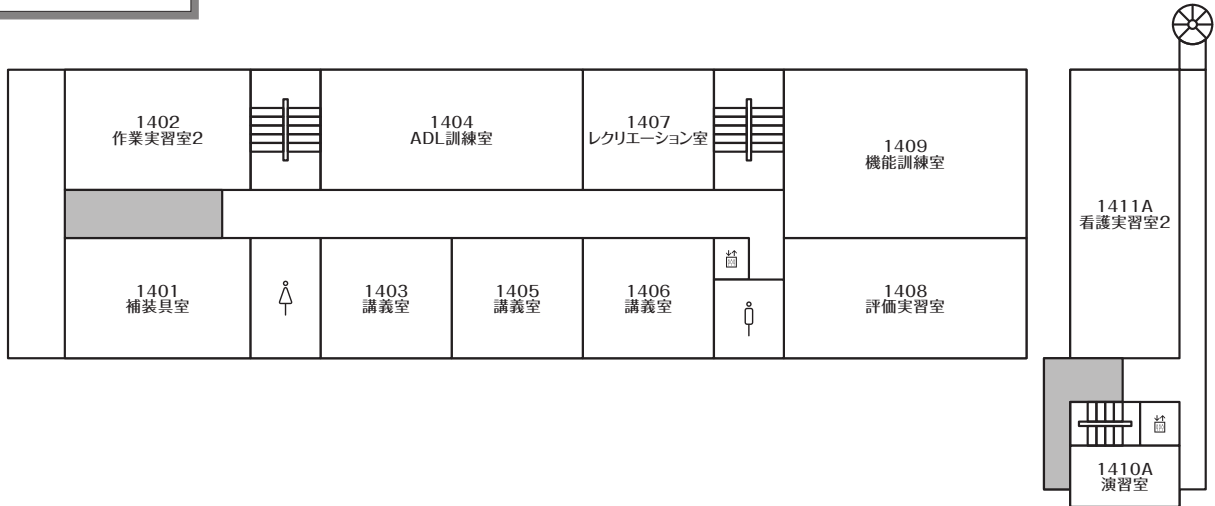 1402
作業実習室2
1404
ADL訓練室
1407
レクリエーション室
1409
機能訓練室
1411A
看護実習室2
1401
補装具室
1403
講義室
1405
講義室
1406
講義室
1408
評価実習室
1410A
演習室